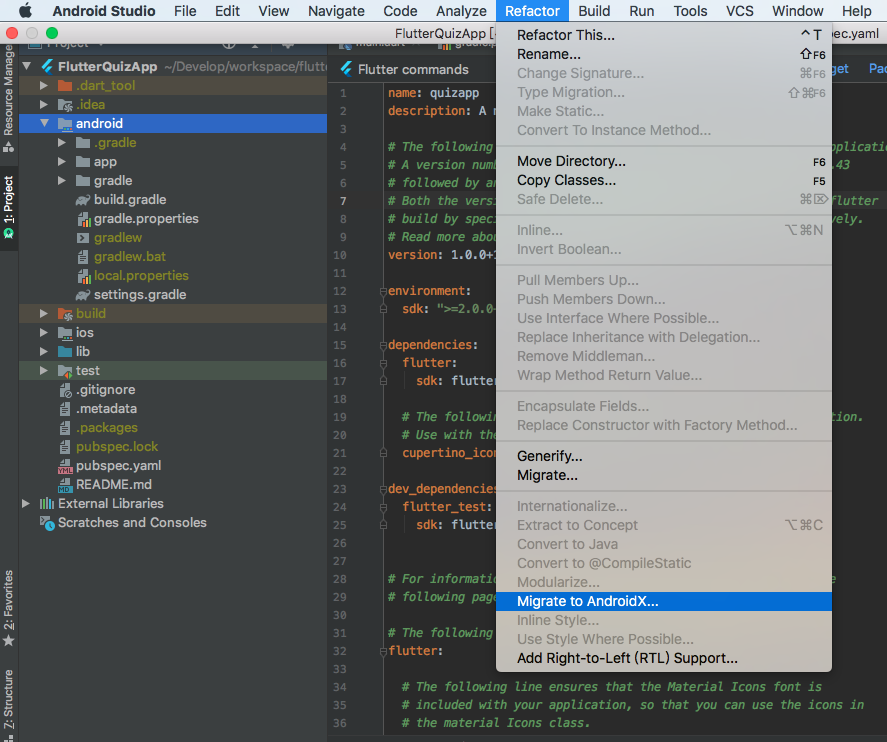 Android Studio File Edit View Navigate Code Analyze Refactor Build Run Tools VCS Window Help
FlutterQuizApp [
spec.yaml
Resource Manager
1: Project
2: Favorites
Z: Structure
Project
FlutterQuizApp ~/Develop/workspace/flutte
.dart_tool
.idea
android
.gradle
app
gradle
build.gradle
gradle.properties
gradlew
gradlew.bat
local.properties
settings.gradle
build
ios
lib
test
.gitignore
.metadata
.packages
pubspec.lock
pubspec.yaml
README.md
External Libraries
Scratches and Consoles
Flutter commands
1 name: quizapp
2 description: A n
3
4 # The following
5 # A version numb
6 # followed by an
7 # Both the versi
8 # build by speci
9 # Read more abou
10 version: 1.0.0+1
11
12 environment:
13 sdk: ">=2.0.0-
14
15 dependencies:
16 flutter:
17 sdk: flutter
18
19 # The followin
20 # Use with the
21 cupertino_icon
22
23 dev_dependencies
24 flutter_test:
25 sdk: flutter
26
27
28 # For informatio
29 # following page
30
31 # The following
32 flutter:
33
34 # The following line ensures that the Material Icons font is
35 # included with your application, so that you can use the icons in
36 # the material Icons class.
get Pac
plicatio
.43
flutter
vely.
tion.
e
Refactor This... ^T
Rename... ⇧F6
Change Signature... ⌘F6
Type Migration... ⇧⌘F6
Make Static...
Convert To Instance Method...
Move Directory... F6
Copy Classes... F5
Safe Delete... ⌘⌦
Inline... ⌥⌘N
Invert Boolean...
Pull Members Up...
Push Members Down...
Use Interface Where Possible...
Replace Inheritance with Delegation...
Remove Middleman...
Wrap Method Return Value...
Encapsulate Fields...
Replace Constructor with Factory Method...
Generify...
Migrate...
Internationalize...
Extract to Concept ⌥⌘C
Convert to Java
Convert to @CompileStatic
Modularize...
Migrate to AndroidX...
Inline Style...
Use Style Where Possible...
Add Right-to-Left (RTL) Support...